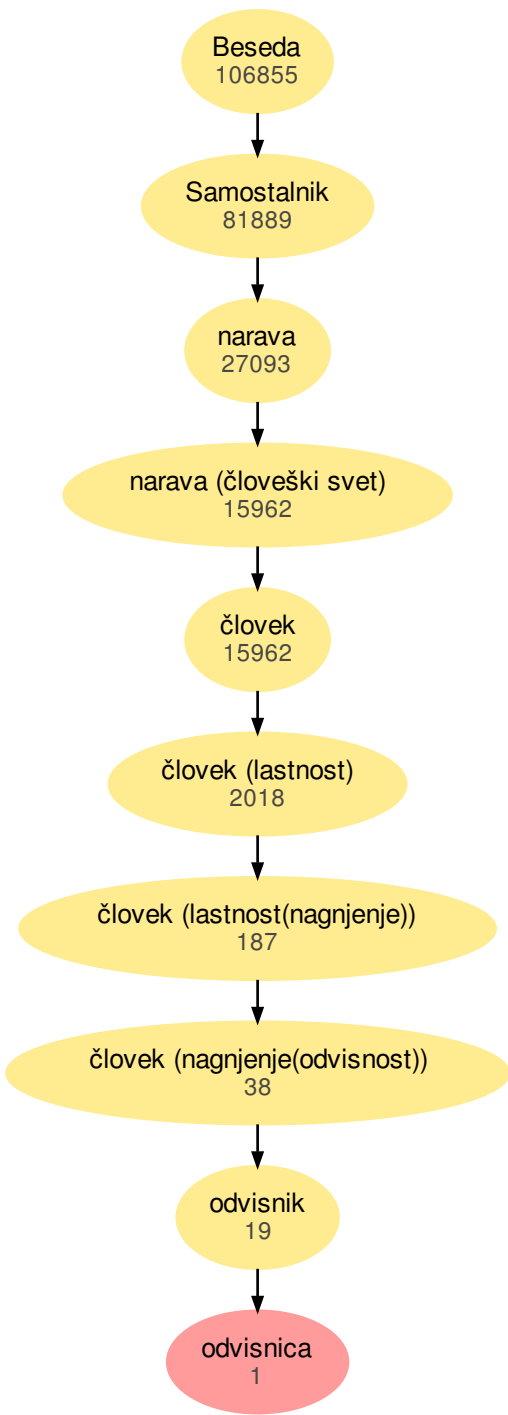 Beseda
106855
Samostalnik
81889
narava
27093
narava (človeški svet)
15962
človek
15962
človek (lastnost)
2018
človek (lastnost(nagnjenje))
187
človek (nagnjenje(odvisnost))
38
odvisnik
19
odvisnica
1